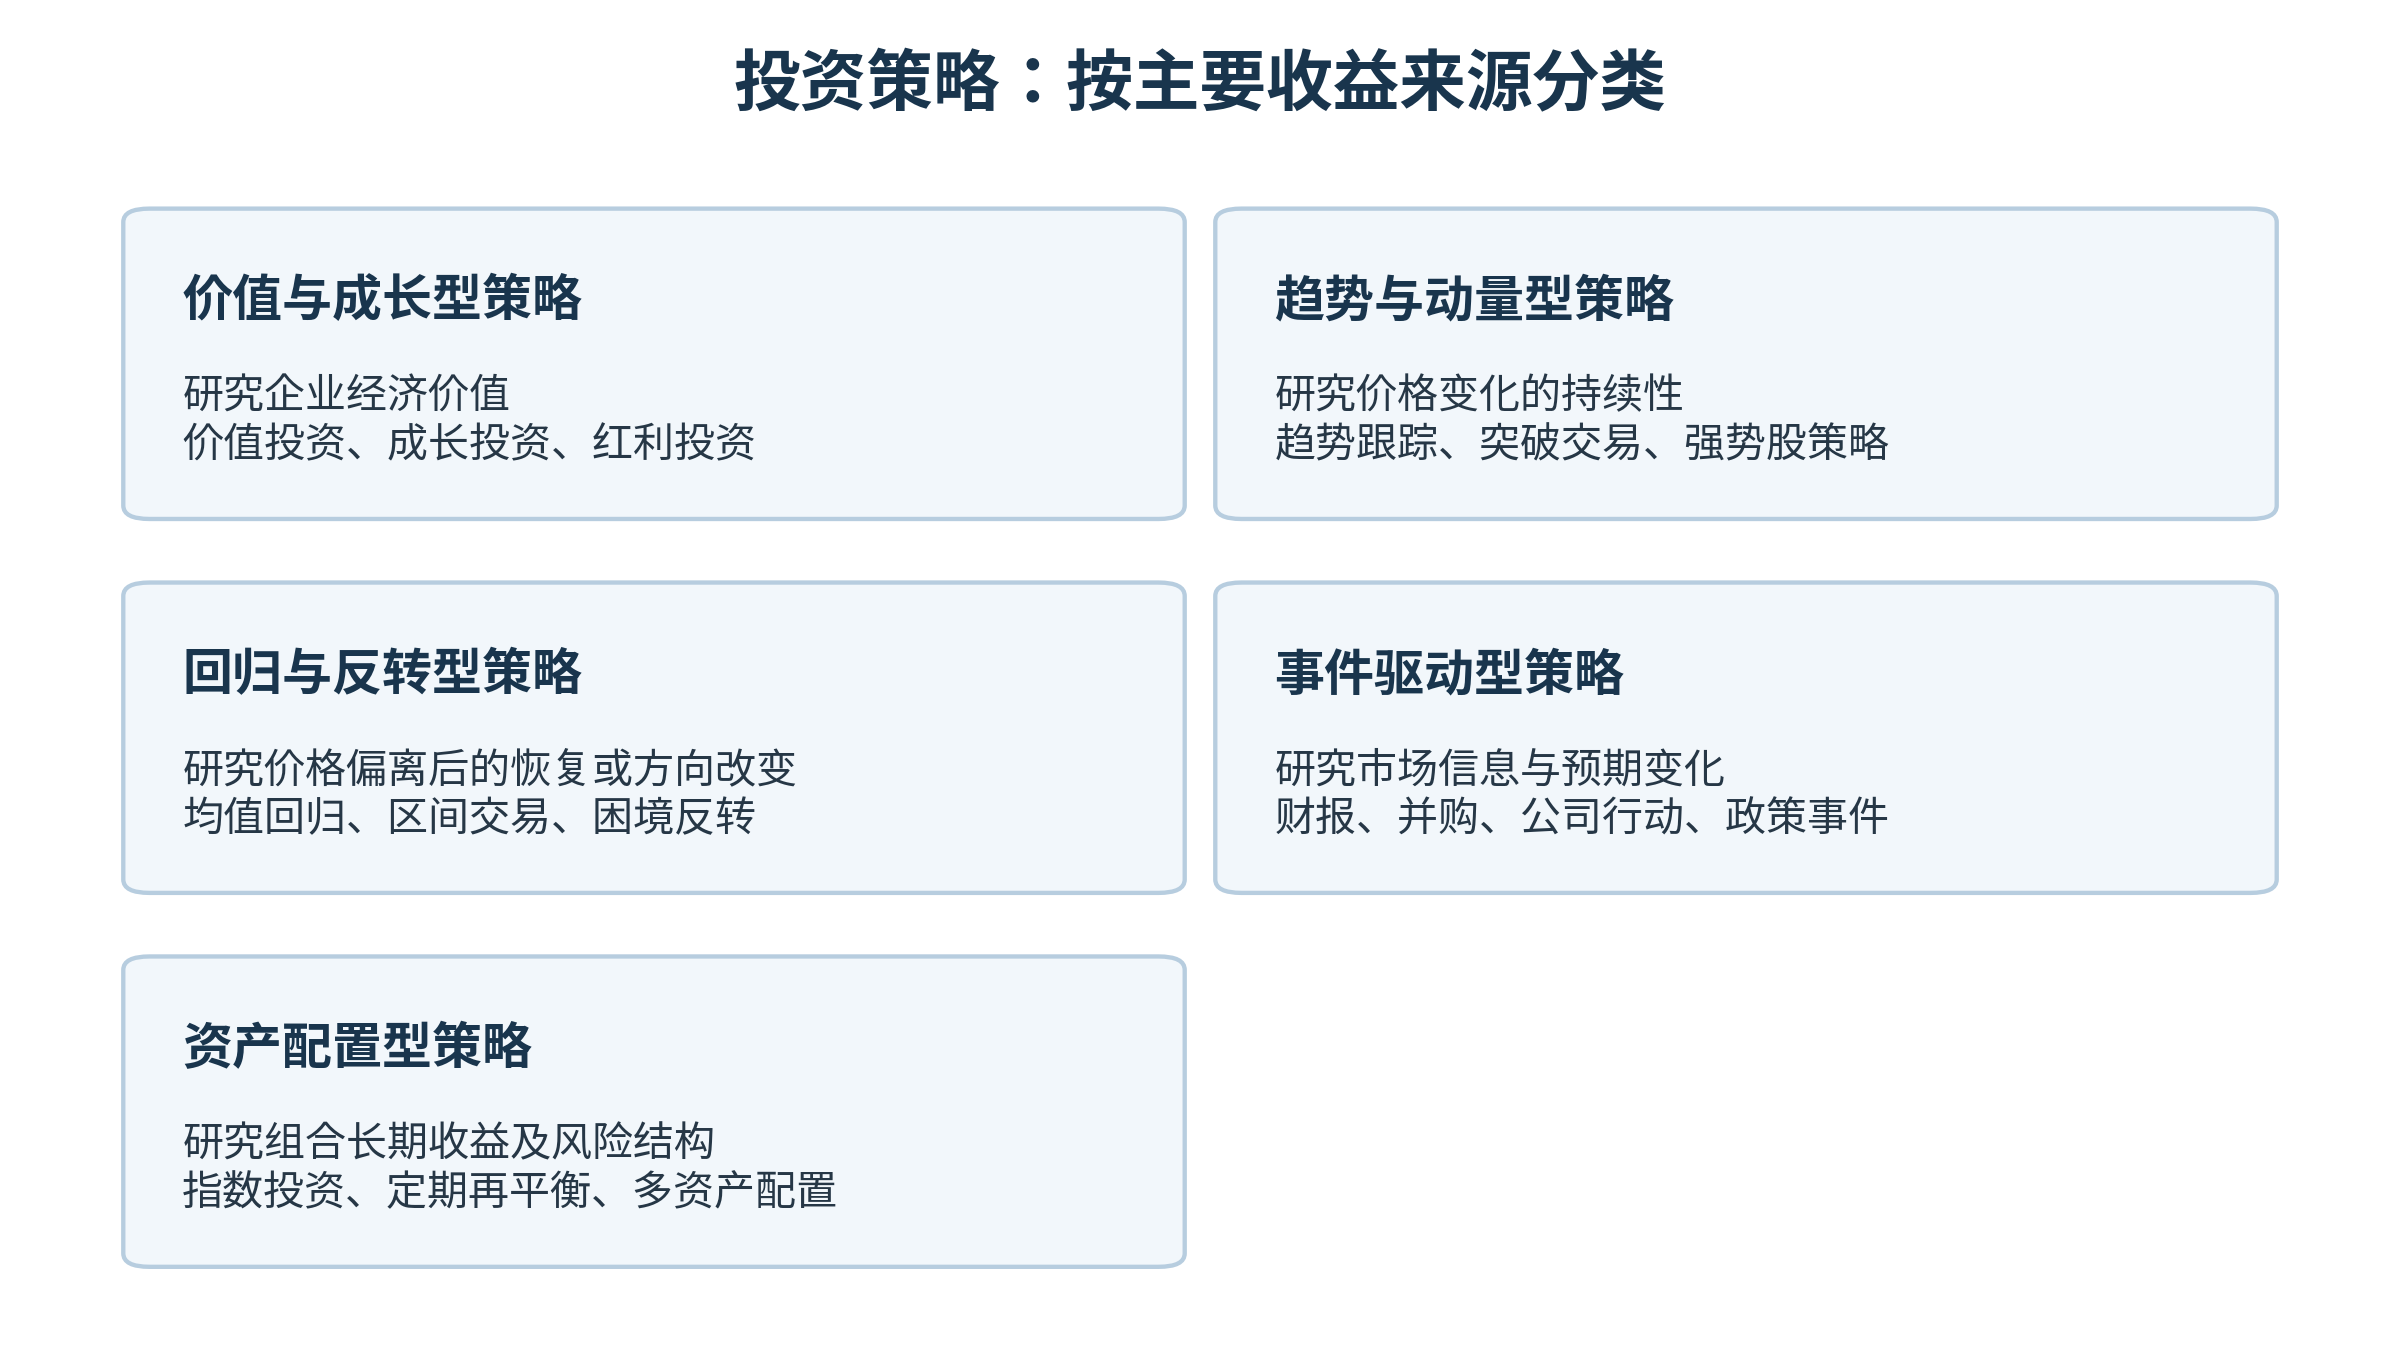 投资策略：按主要收益来源分类
价值与成长型策略
研究企业经济价值
价值投资、成长投资、红利投资
趋势与动量型策略
研究价格变化的持续性
趋势跟踪、突破交易、强势股策略
回归与反转型策略
研究价格偏离后的恢复或方向改变
均值回归、区间交易、困境反转
事件驱动型策略
研究市场信息与预期变化
财报、并购、公司行动、政策事件
资产配置型策略
研究组合长期收益及风险结构
指数投资、定期再平衡、多资产配置